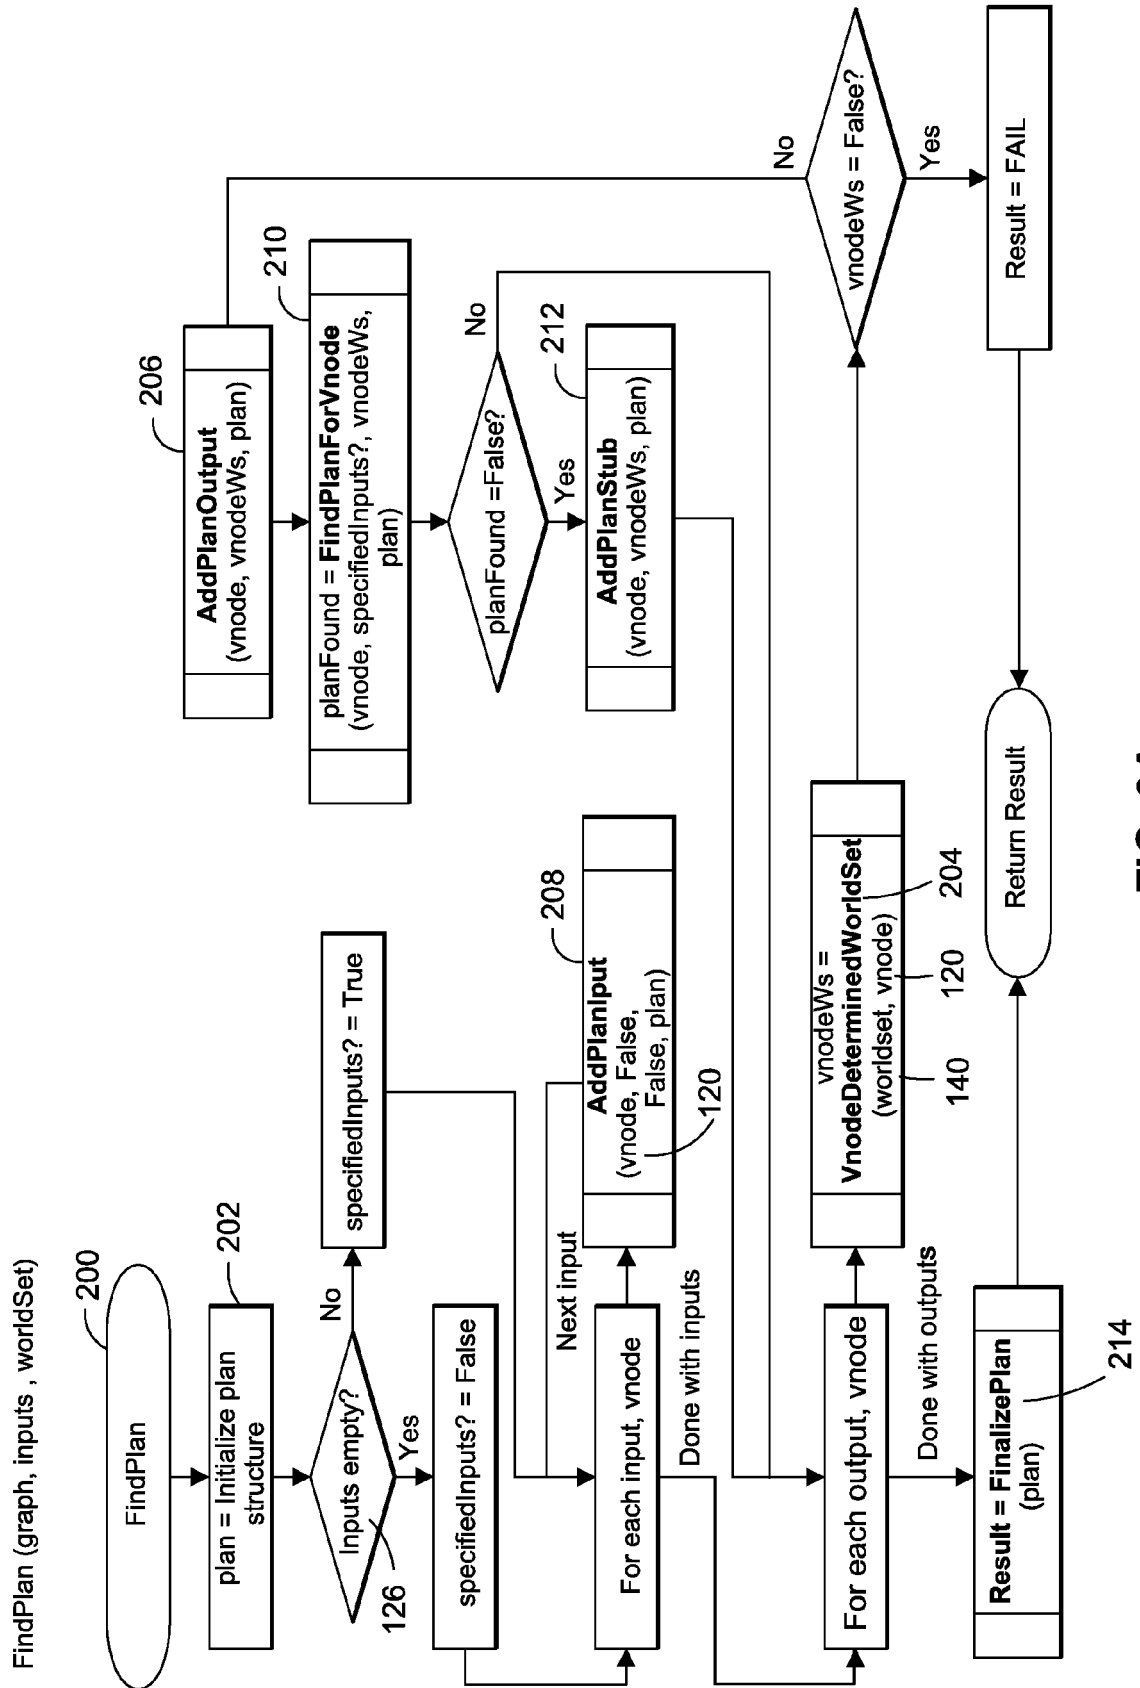 FindPlan (graph, inputs , worldSet)
200
FindPlan
202
plan = Initialize plan
structure
Inputs empty?
126
No
Yes
specifiedInputs? = True
specifiedInputs? = False
Next input
For each input, vnode
208
AddPlanInput
(vnode, False,
False, plan)
120
Done with inputs
206
AddPlanOutput
(vnode, vnodeWs, plan)
210
planFound = FindPlanForVnode
(vnode, specifiedInputs?, vnodeWs,
plan)
planFound =False?
No
Yes
212
AddPlanStub
(vnode, vnodeWs, plan)
For each output, vnode
vnodeWs =
VnodeDeterminedWorldSet
(worldset, vnode)
204
140
120
vnodeWs = False?
No
Yes
Result = FAIL
Done with outputs
Result = FinalizePlan
(plan)
214
Return Result